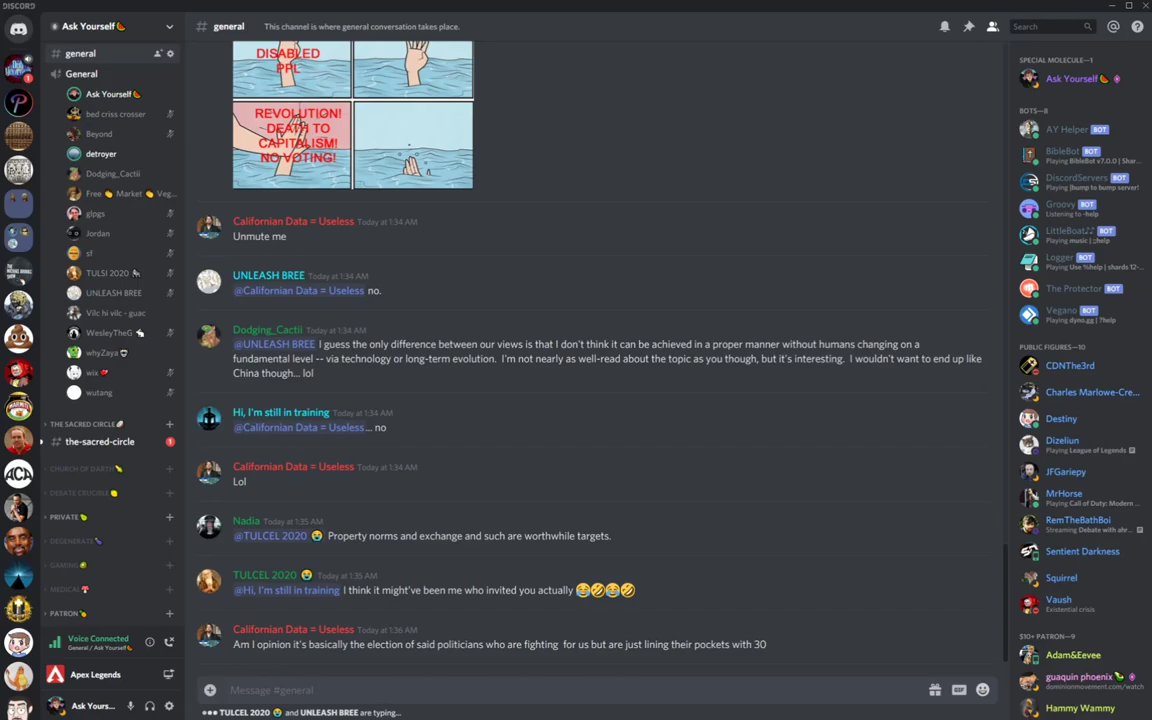 DISCORD
Ask Yourself🍉
# general
This channel is where general conversation takes place.
Search
general
General
Ask Yourself🍉
bed criss crosser
Beyond
detroyer
Dodging_Cactii
Free 👏 Market 👏 Veg...
glpgs
Jordan
sf
TULSI 2020
UNLEASH BREE
Vilc hi vilc - guac
WesleyTheG
whyZaya
wix
wutang
THE SACRED CIRCLE
# the-sacred-circle 1
CHURCH OF DARTH
DEBATE CRUCIBLE
PRIVATE
DEGENERATE
GAMING
MEDICAL
PATRON
Voice Connected
General / Ask Yourself🍉
Apex Legends
Ask Yours...
ACA
DISABLED
PPL
REVOLUTION!
DEATH TO
CAPITALISM!
NO VOTING!
Californian Data = Useless Today at 1:34 AM
Unmute me
UNLEASH BREE Today at 1:34 AM
@Californian Data = Useless no.
Dodging_Cactii Today at 1:34 AM
@UNLEASH BREE I guess the only difference between our views is that I don't think it can be achieved in a proper manner without humans changing on a
fundamental level -- via technology or long-term evolution. I'm not nearly as well-read about the topic as you though, but it's interesting. I wouldn't want to end up like
China though... lol
Hi, I'm still in training Today at 1:34 AM
@Californian Data = Useless... no
Californian Data = Useless Today at 1:34 AM
Lol
Nadia Today at 1:35 AM
@TULCEL 2020 😭 Property norms and exchange and such are worthwhile targets.
TULCEL 2020 😭 Today at 1:35 AM
@Hi, I'm still in training I think it might've been me who invited you actually 😂🤣😂🤣
Californian Data = Useless Today at 1:36 AM
Am I opinion it's basically the election of said politicians who are fighting for us but are just lining their pockets with 30
Message #general
GIF
TULCEL 2020 😭 and UNLEASH BREE are typing...
SPECIAL MOLECULE—1
Ask Yourself🍉
BOTS—8
AY Helper BOT
BibleBot BOT
Playing BibleBot v7.0.0 | Shar...
DiscordServers BOT
Playing !bump to bump server!
Groovy BOT
Listening to -help
LittleBoat♪♪ BOT
Playing music | ;;help
Logger BOT
Playing Use %help | shards 12-...
The Protector BOT
Vegano BOT
Playing dyno.gg | ?help
PUBLIC FIGURES—10
CDNThe3rd
Charles Marlowe-Cre...
Destiny
Dizeliun
Playing League of Legends
JFGariepy
MrHorse
Playing Call of Duty: Modern ...
RemTheBathBoi
Streaming Debate with ahr...
Sentient Darkness
Squirrel
Vaush
Existential crisis
$10+ PATRON—9
Adam&Eevee
guaquin phoenix
dominionmovement.com/watch
Hammy Wammy